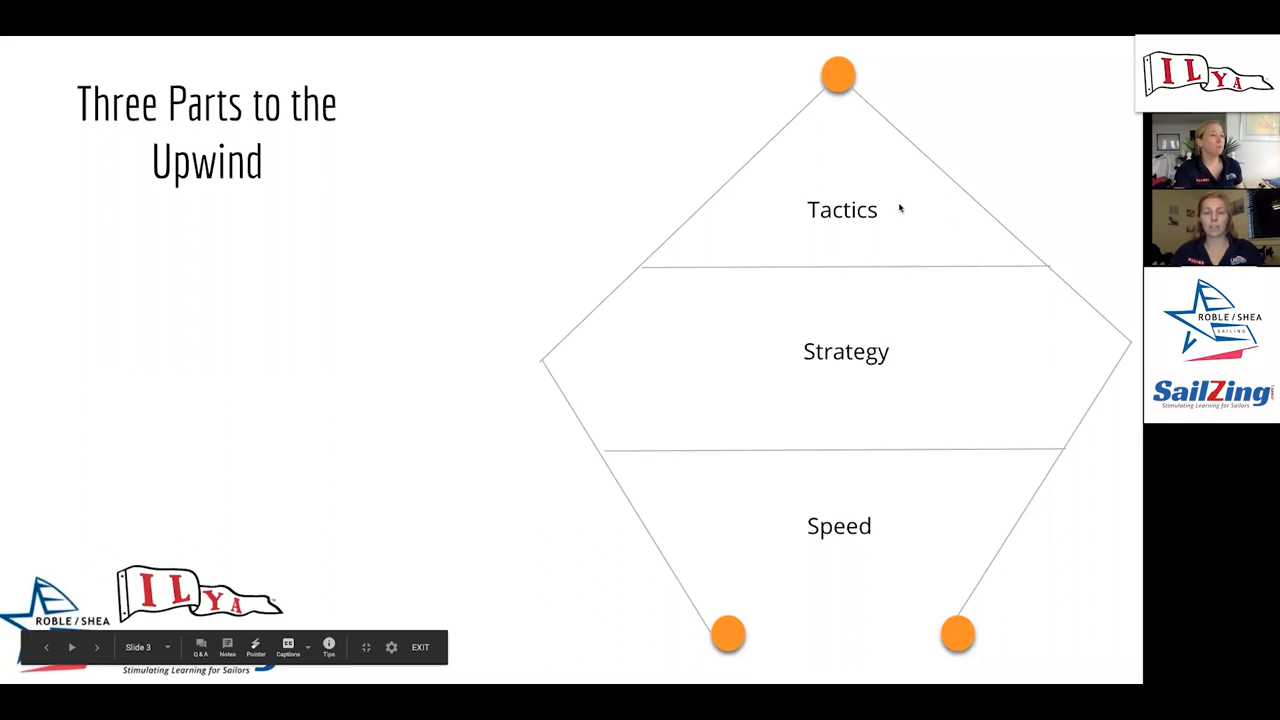 Three Parts to the
Upwind
Tactics
Strategy
Speed
ILYA
ROBLE/SHEA
SAILING
SailZing
Stimulating Learning for Sailors
ILYA
ROBLE/SHEA
Slide 3
Q & A
Notes
Pointer
Captions
Tips
EXIT
Stimulating Learning for Sailors